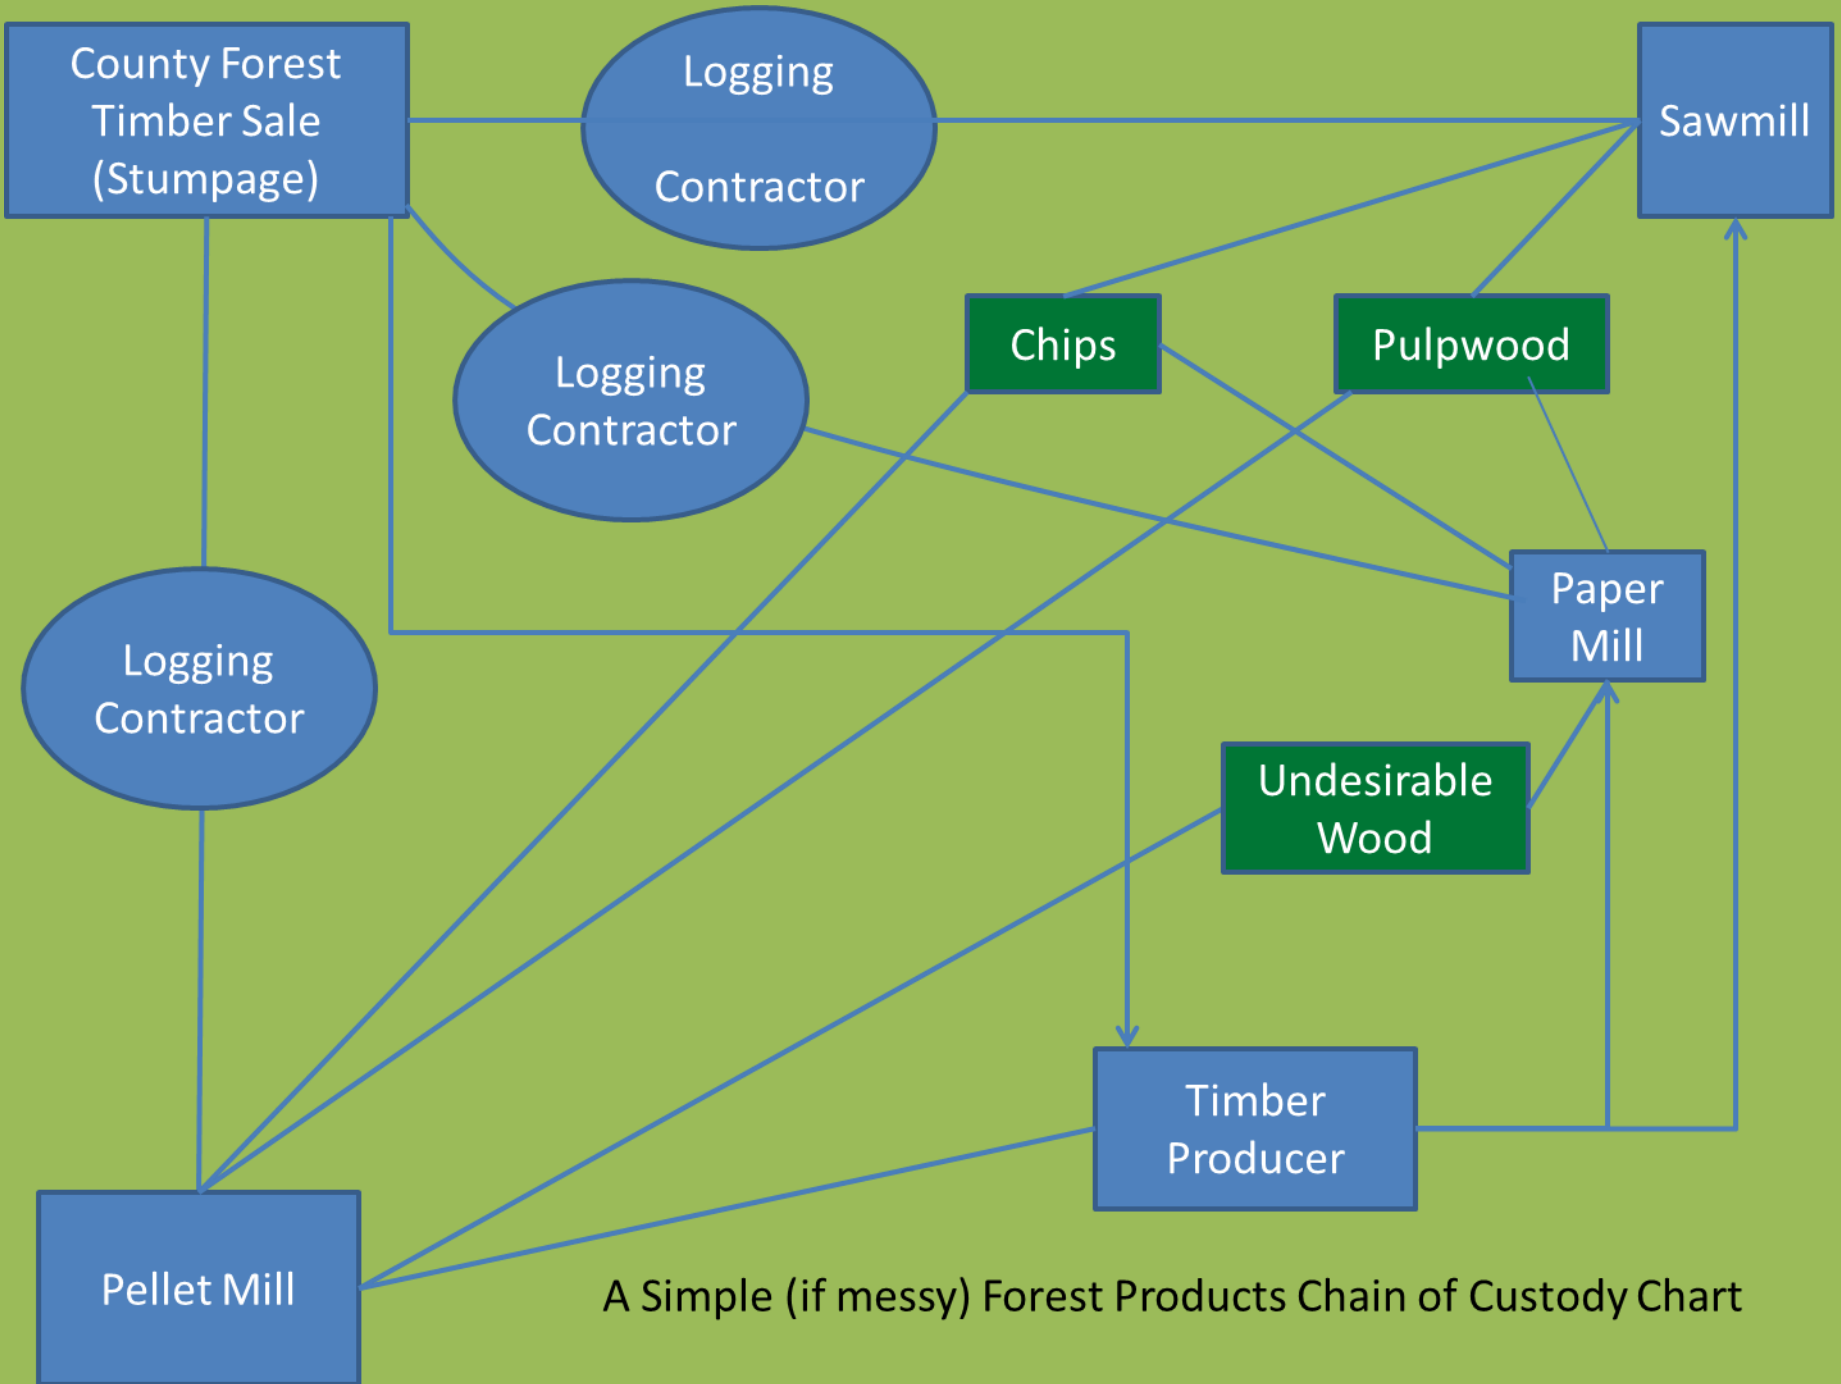 County Forest
Timber Sale
(Stumpage)
Logging
Contractor
Sawmill
Logging
Contractor
Chips
Pulpwood
Paper
Mill
Logging
Contractor
Undesirable
Wood
Timber
Producer
Pellet Mill
A Simple (if messy) Forest Products Chain of Custody Chart